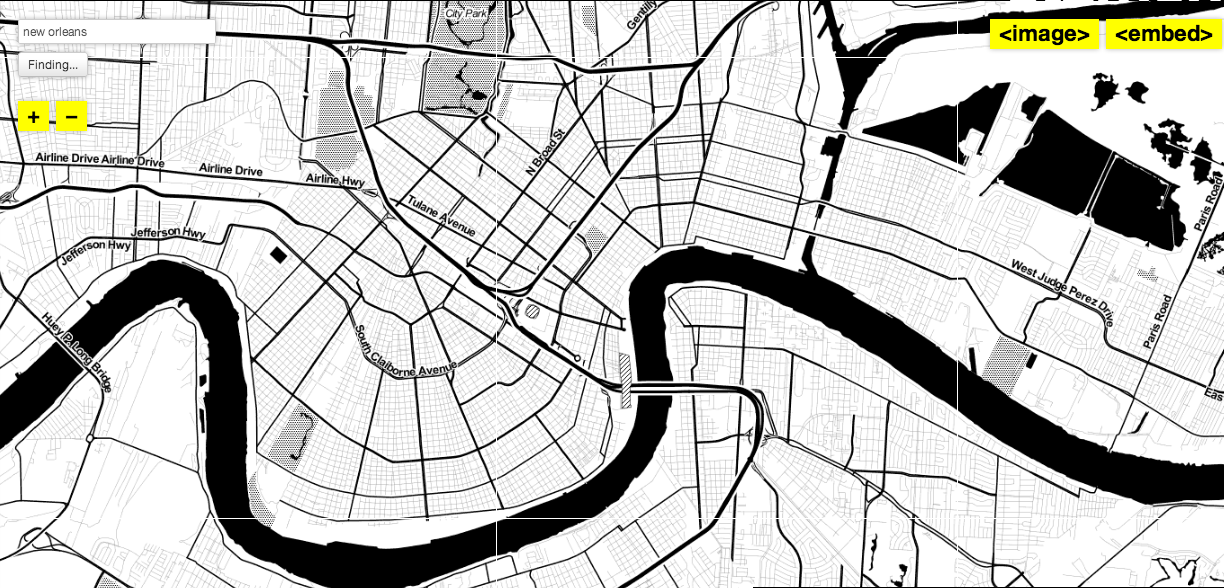 City Park
Gentilly
new orleans
<image>
<embed>
Finding...
+
−
N Broad St
Airline Drive Airline Drive
Airline Drive
Airline Hwy
Tulane Avenue
Paris Road
Jefferson Hwy
Jefferson Hwy
West Judge Perez Drive
Huey P. Long Bridge
South Claiborne Avenue
Paris Road
Eas